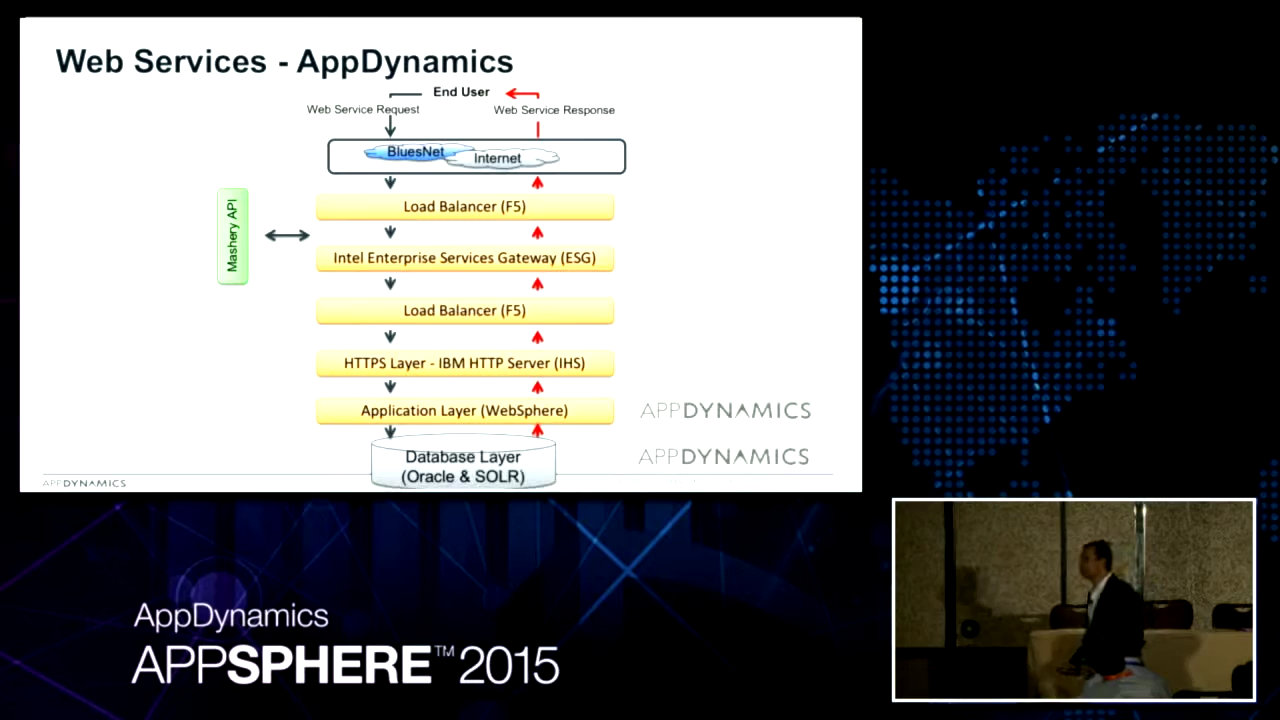 Web Services - AppDynamics
End User
Web Service Request
Web Service Response
BluesNet
Internet
Mashery API
Load Balancer (F5)
Intel Enterprise Services Gateway (ESG)
Load Balancer (F5)
HTTPS Layer - IBM HTTP Server (IHS)
Application Layer (WebSphere)
APPDYNAMICS
Database Layer
(Oracle & SOLR)
APPDYNAMICS
APPDYNAMICS
AppDynamics
APPSPHERE™ 2015